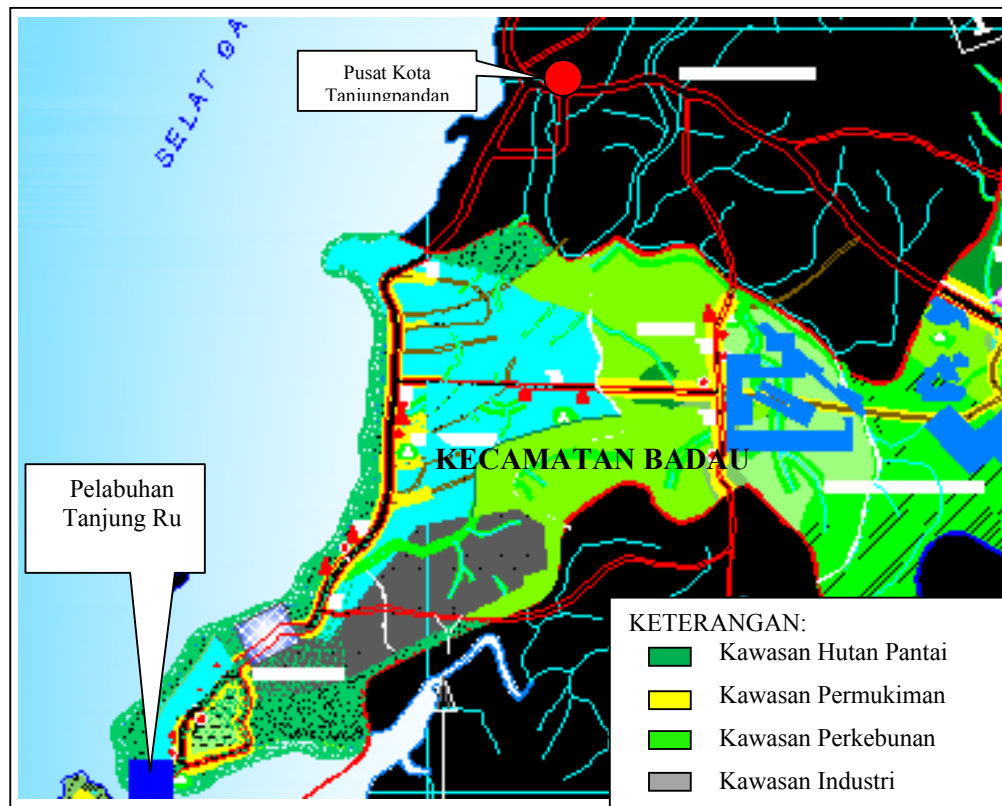 SELAT GA
Pusat Kota
Tanjungpandan
KECAMATAN BADAU
Pelabuhan
Tanjung Ru
KETERANGAN:
Kawasan Hutan Pantai
Kawasan Permukiman
Kawasan Perkebunan
Kawasan Industri